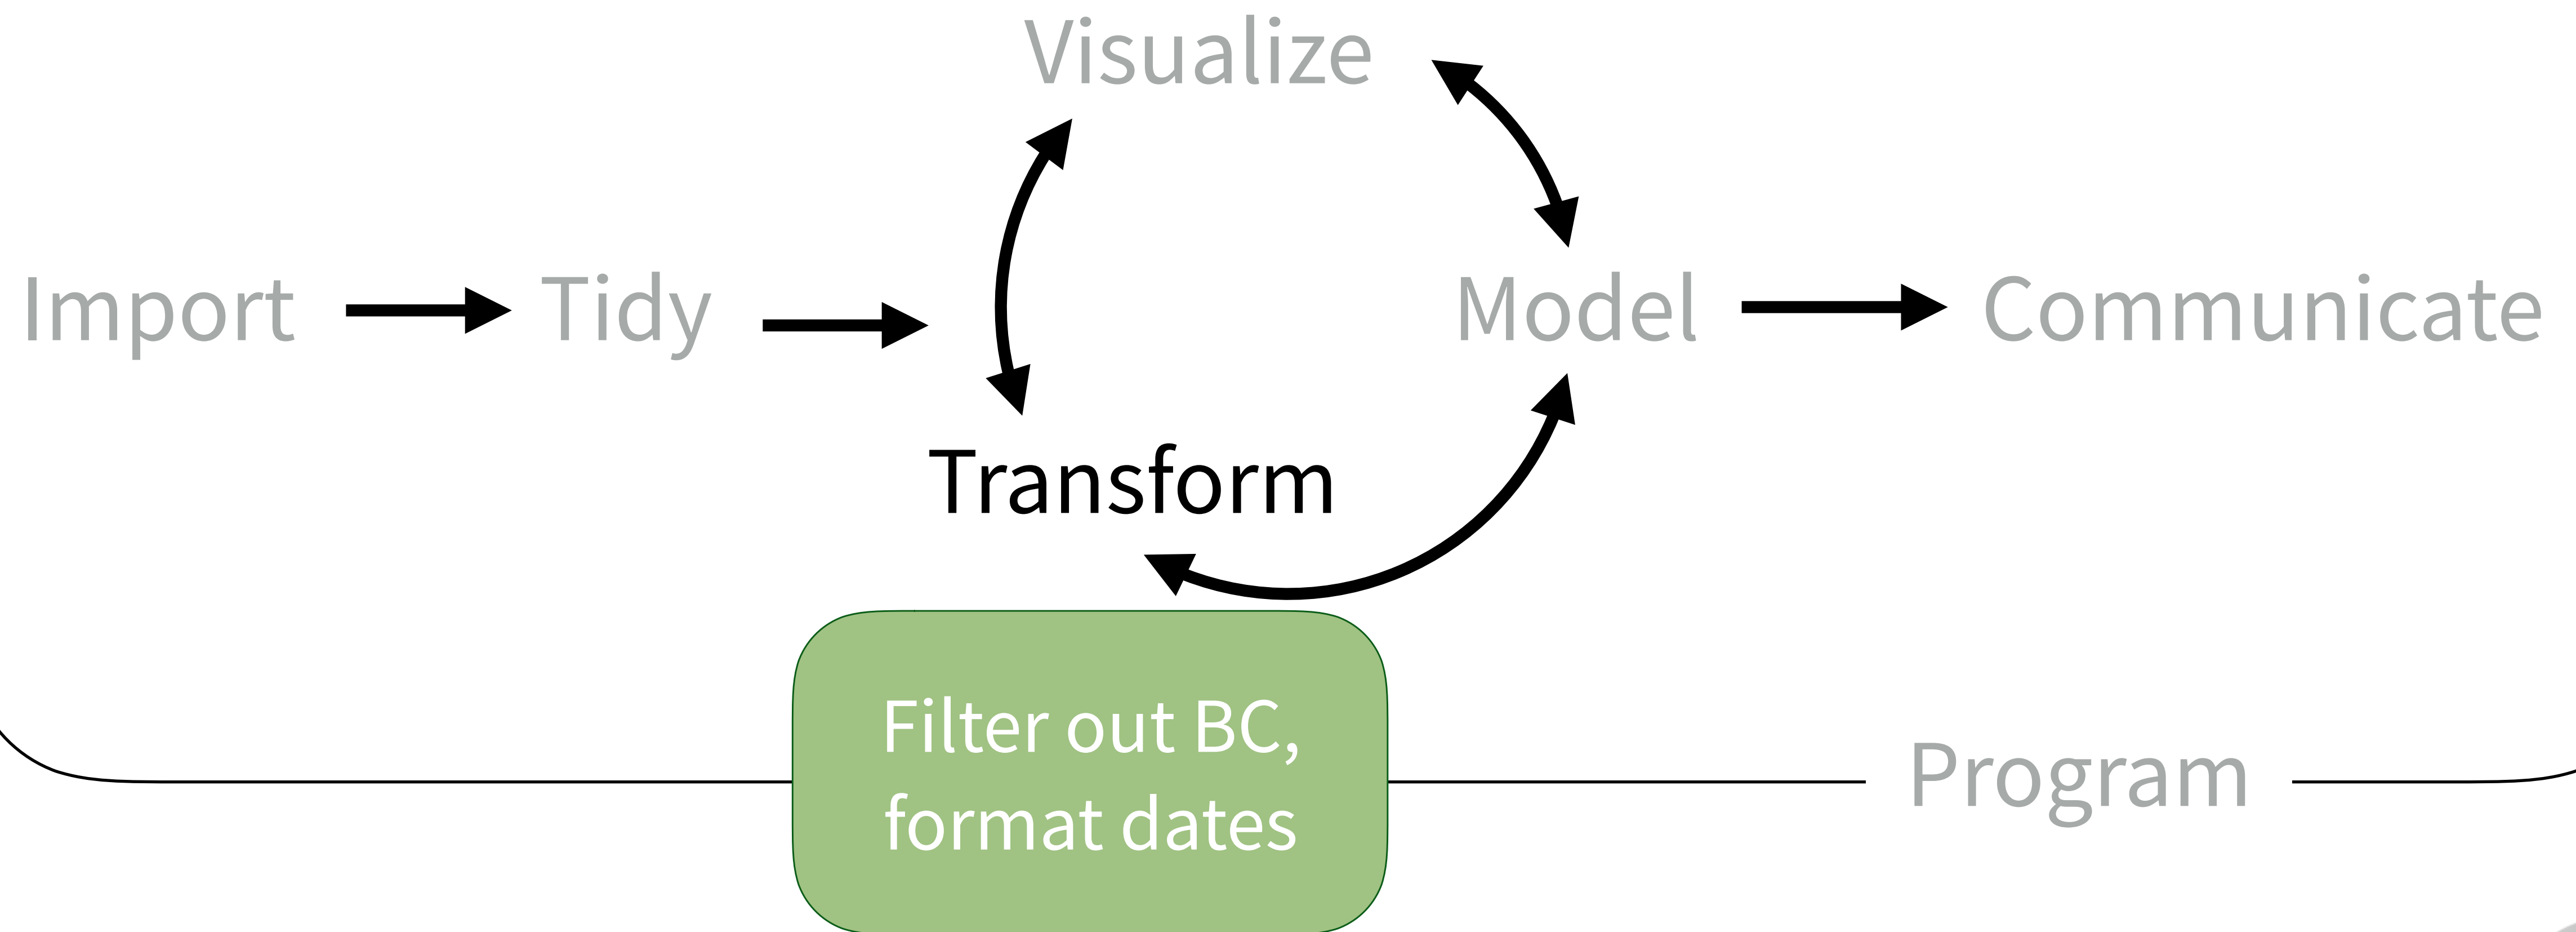 Visualize
Import
Tidy
Model
Communicate
Transform
Filter out BC,
format dates
Program